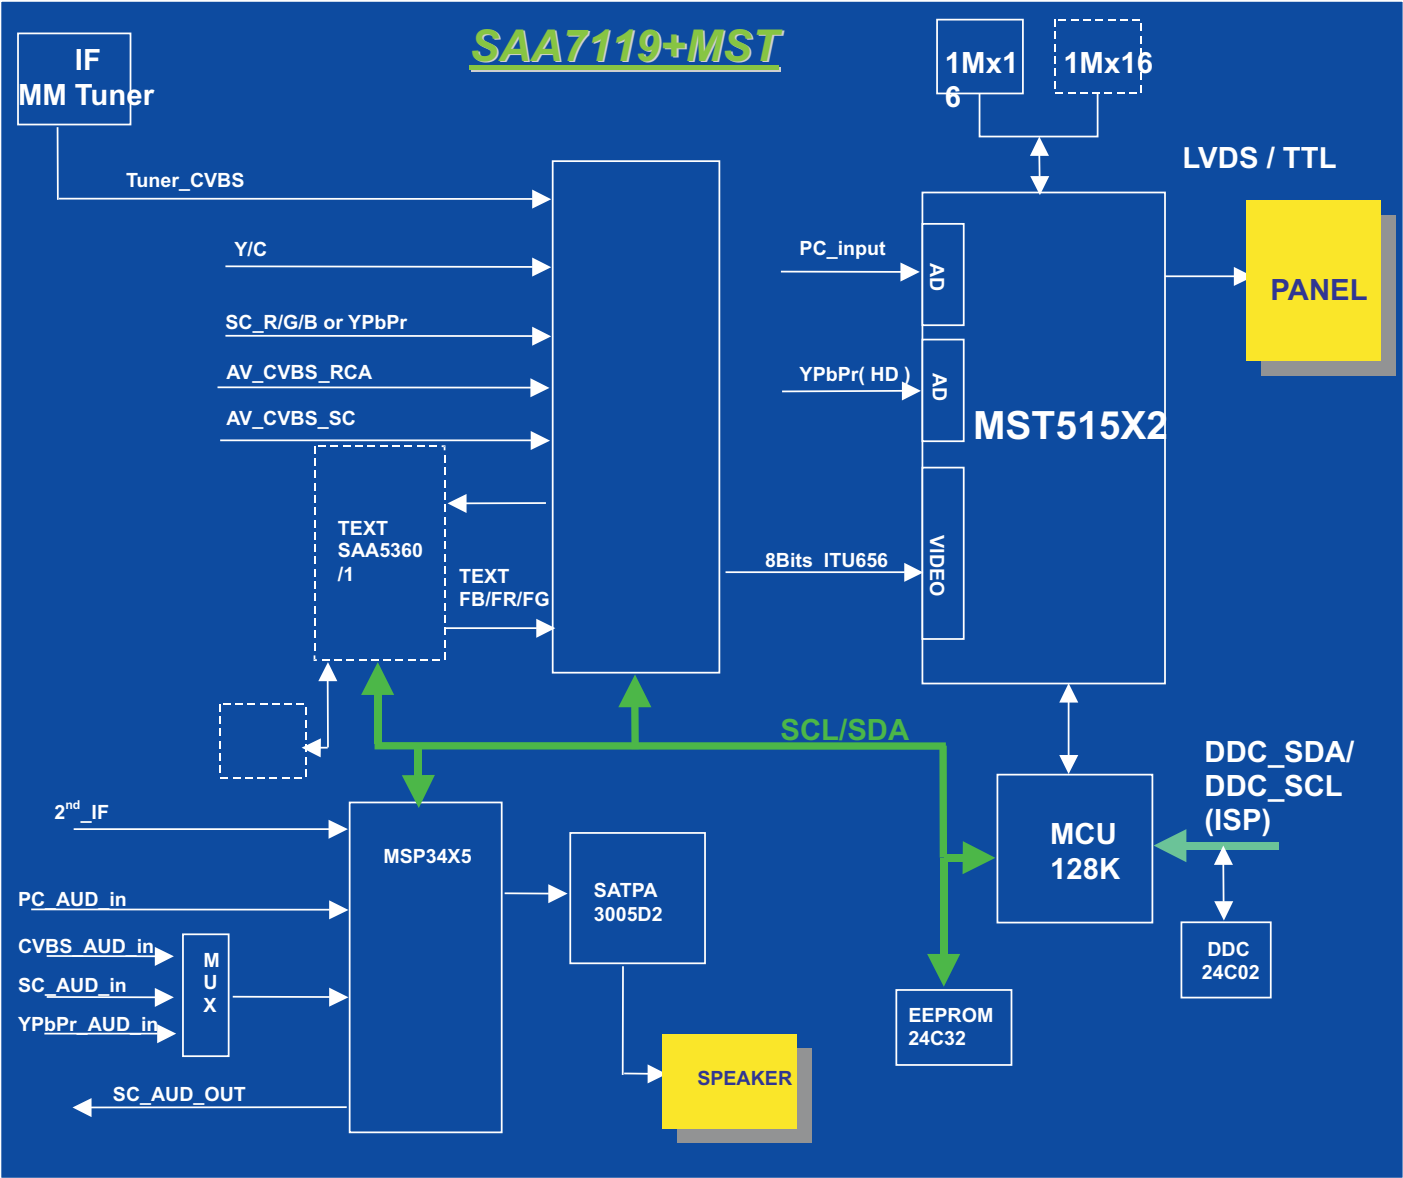 SAA7119+MST
IF
MM Tuner
1Mx1
6
1Mx16
LVDS / TTL
Tuner_CVBS
Y/C
SC_R/G/B or YPbPr
AV_CVBS_RCA
AV_CVBS_SC
PC_input
AD
YPbPr( HD )
AD
MST515X2
PANEL
TEXT
SAA5360
/1
TEXT
FB/FR/FG
8Bits_ITU656
VIDEO
SCL/SDA
DDC_SDA/
DDC_SCL
(ISP)
MCU
128K
2nd_IF
MSP34X5
SATPA
3005D2
PC_AUD_in
CVBS_AUD_in
SC_AUD_in
YPbPr_AUD_in
M
U
X
DDC
24C02
EEPROM
24C32
SPEAKER
SC_AUD_OUT